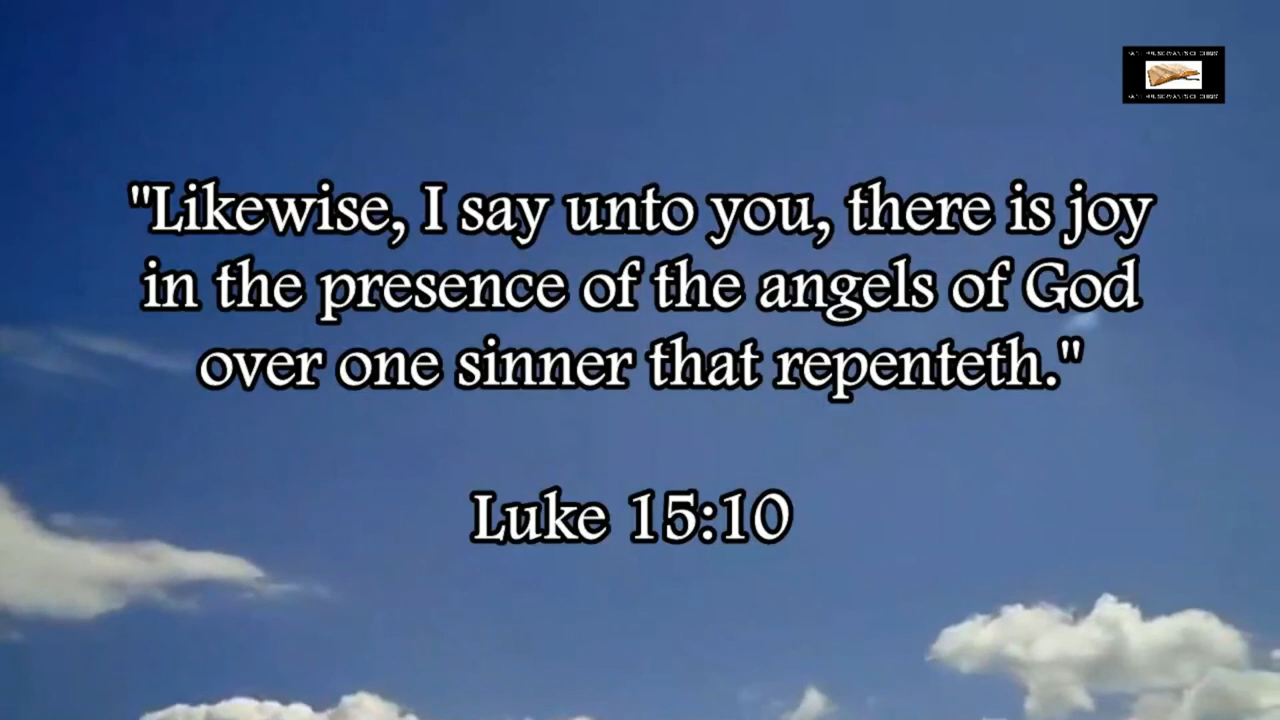 "Likewise, I say unto you, there is joy
in the presence of the angels of God
over one sinner that repenteth."
Luke 15:10